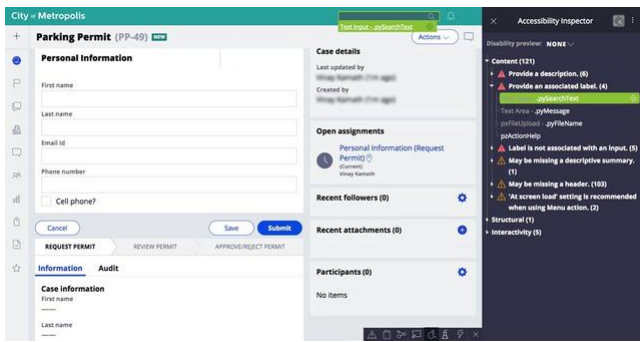 City of Metropolis
Parking Permit (PP-49) NEW
Text Input - .pySearchText
Actions
Personal Information
First name
Last name
Email Id
Phone number
Cell phone?
Cancel
Save
Submit
REQUEST PERMIT
REVIEW PERMIT
APPROVE/REJECT PERMIT
Information
Audit
Case information
First name
Last name
Case details
Last updated by
Created by
Open assignments
Personal Information (Request
Permit)
(Current)
Vinay Kamath
Recent followers (0)
Recent attachments (0)
Participants (0)
No items
Accessibility Inspector
Disability preview: NONE
Content (121)
Provide a description. (6)
Provide an associated label. (4)
.pySearchText
Text Area - .pyMessage
pxFileUpload - .pyFileName
pzActionHelp
Label is not associated with an input. (5)
May be missing a descriptive summary.
(1)
May be missing a header. (103)
'At screen load' setting is recommended
when using Menu action. (2)
Structural (1)
Interactivity (5)